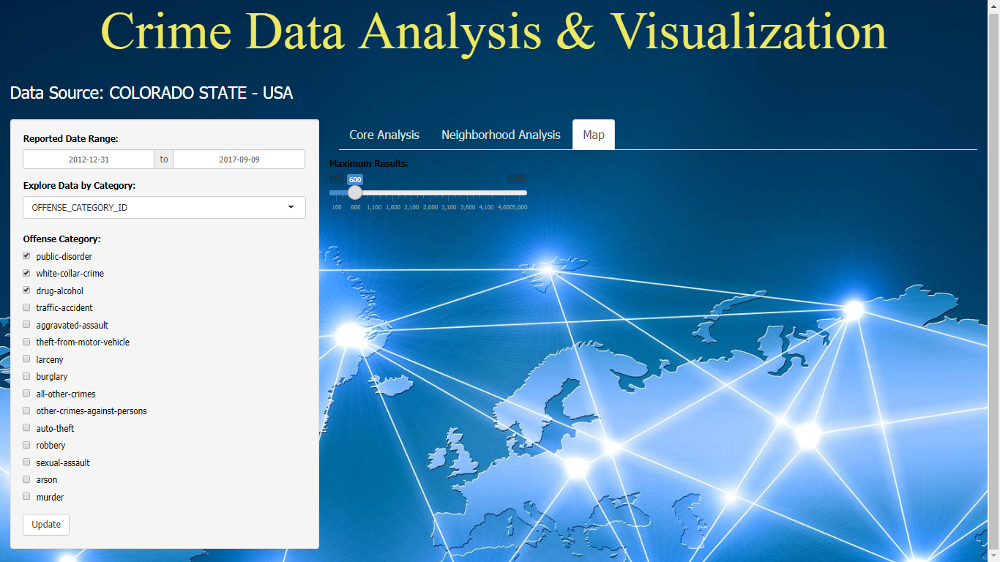 Crime Data Analysis & Visualization
Data Source: COLORADO STATE - USA
Reported Date Range:
2012-12-31 to 2017-09-09
Explore Data by Category:
OFFENSE_CATEGORY_ID
Offense Category:
public-disorder
white-collar-crime
drug-alcohol
traffic-accident
aggravated-assault
theft-from-motor-vehicle
larceny
burglary
all-other-crimes
other-crimes-against-persons
auto-theft
robbery
sexual-assault
arson
murder
Update
Core Analysis Neighborhood Analysis Map
Maximum Results:
600
100 600 1,100 1,600 2,100 2,600 3,100 3,600 4,100 4,600 5,000